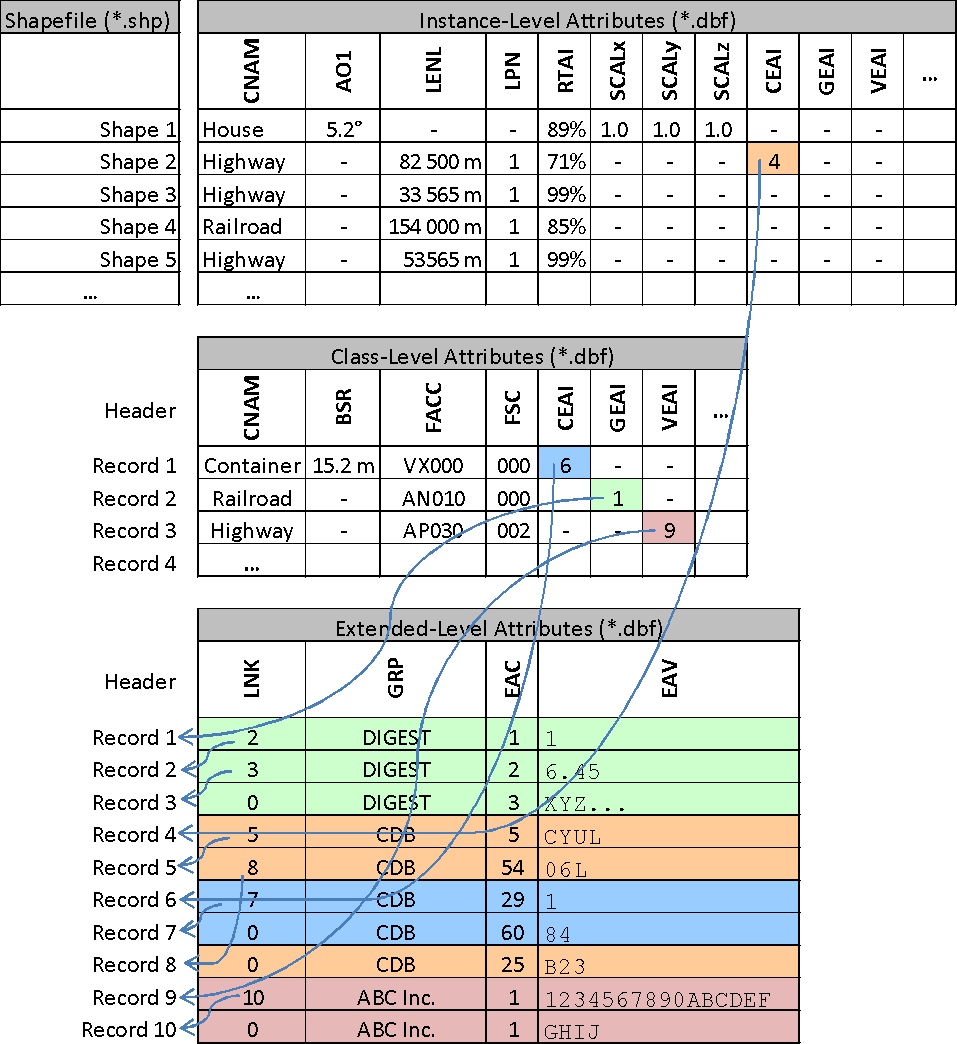 Shapefile (*.shp) Instance-Level Attributes (*.dbf)
CNAM AO1 LENL LPN RTAI SCALx SCALy SCALz CEAI GEAI VEAI ...
Shape 1 House 5.2° - - 89% 1.0 1.0 1.0 - - -
Shape 2 Highway - 82 500 m 1 71% - - - 4 - -
Shape 3 Highway - 33 565 m 1 99% - - - - - -
Shape 4 Railroad - 154 000 m 1 85% - - - - - -
Shape 5 Highway - 53565 m 1 99% - - - - - -
... ...
Class-Level Attributes (*.dbf)
Header CNAM BSR FACC FSC CEAI GEAI VEAI ...
Record 1 Container 15.2 m VX000 000 6 - -
Record 2 Railroad - AN010 000 - 1 -
Record 3 Highway - AP030 002 - - 9
Record 4 ...
Extended-Level Attributes (*.dbf)
Header LNK GRP EAC EAV
Record 1 2 DIGEST 1 1
Record 2 3 DIGEST 2 6.45
Record 3 0 DIGEST 3 XYZ...
Record 4 5 CDB 5 CYUL
Record 5 8 CDB 54 06L
Record 6 7 CDB 29 1
Record 7 0 CDB 60 84
Record 8 0 CDB 25 B23
Record 9 10 ABC Inc. 1 1234567890ABCDEF
Record 10 0 ABC Inc. 1 GHIJ